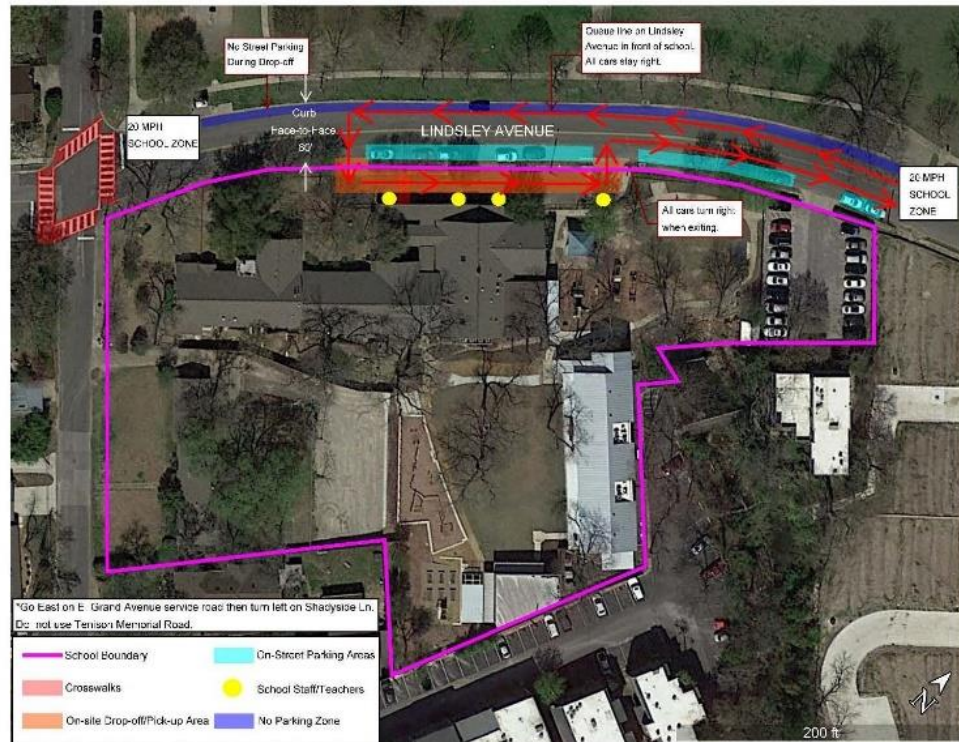 No Street Parking
During Drop-off
Queue line on Lindsley
Avenue in front of school.
All cars stay right.
20 MPH
SCHOOL ZONE
Curb
Face-to-Face
60'
LINDSLEY AVENUE
20 MPH
SCHOOL
ZONE
All cars turn right
when exiting.
*Go East on E. Grand Avenue service road then turn left on Shadyside Ln.
Do not use Tenison Memorial Road.
School Boundary
On-Street Parking Areas
Crosswalks
School Staff/Teachers
On-site Drop-off/Pick-up Area
No Parking Zone
N
200 ft